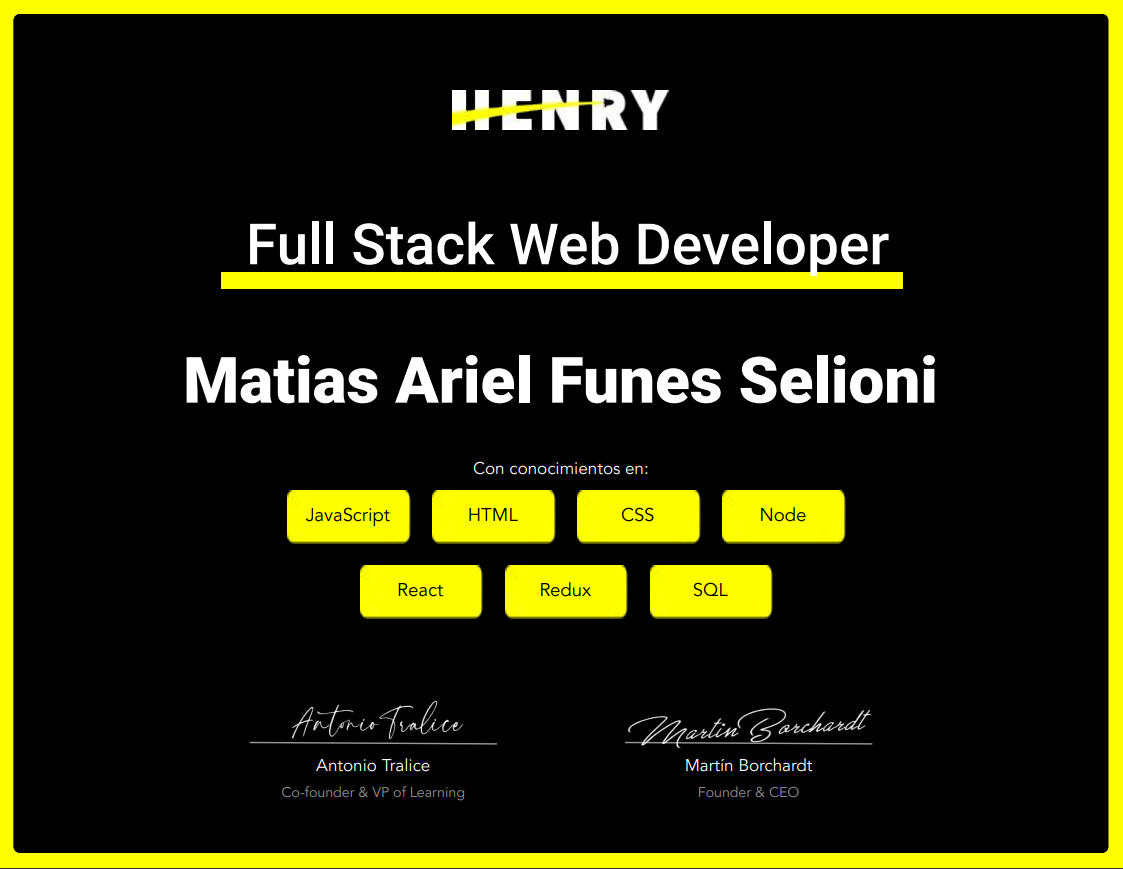 HENRY
Full Stack Web Developer
Matias Ariel Funes Selioni
Con conocimientos en:
JavaScript HTML CSS Node
React Redux SQL
Antonio Tralice Martin Borchardt
Antonio Tralice Martín Borchardt
Co-founder & VP of Learning Founder & CEO